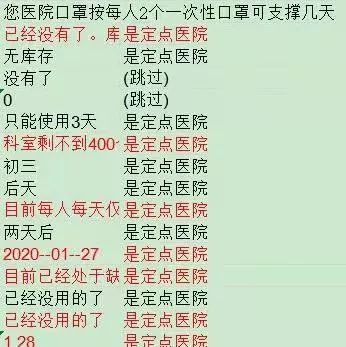 您医院口罩按每人2个一次性口罩可支撑几天
已经没有了。库是定点医院
无库存 是定点医院
没有了 (跳过)
0 (跳过)
只能使用3天 是定点医院
科室剩不到400 是定点医院
初三 是定点医院
后天 是定点医院
目前每人每天仅是定点医院
两天后 是定点医院
2020--01--27 是定点医院
目前已经处于缺是定点医院
已经没用的了 是定点医院
已经没用的了 是定点医院
1.28 是定点医院